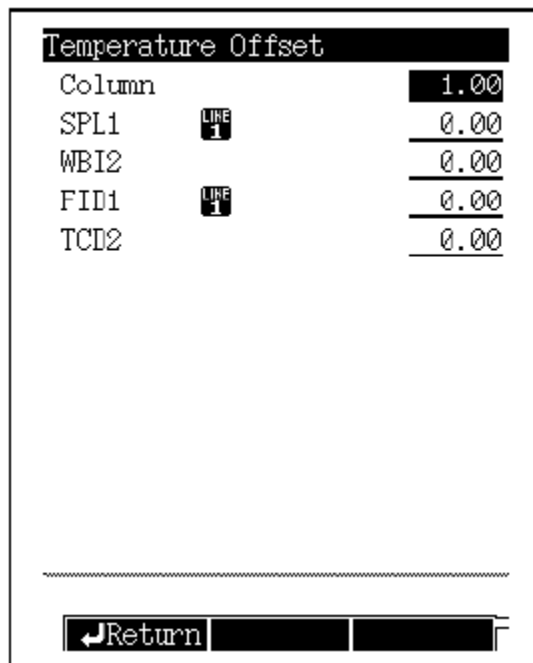 Temperature Offset
Column 1.00
SPL1 LINE 1 0.00
WBI2 0.00
FID1 LINE 1 0.00
TCD2 0.00
↵Return